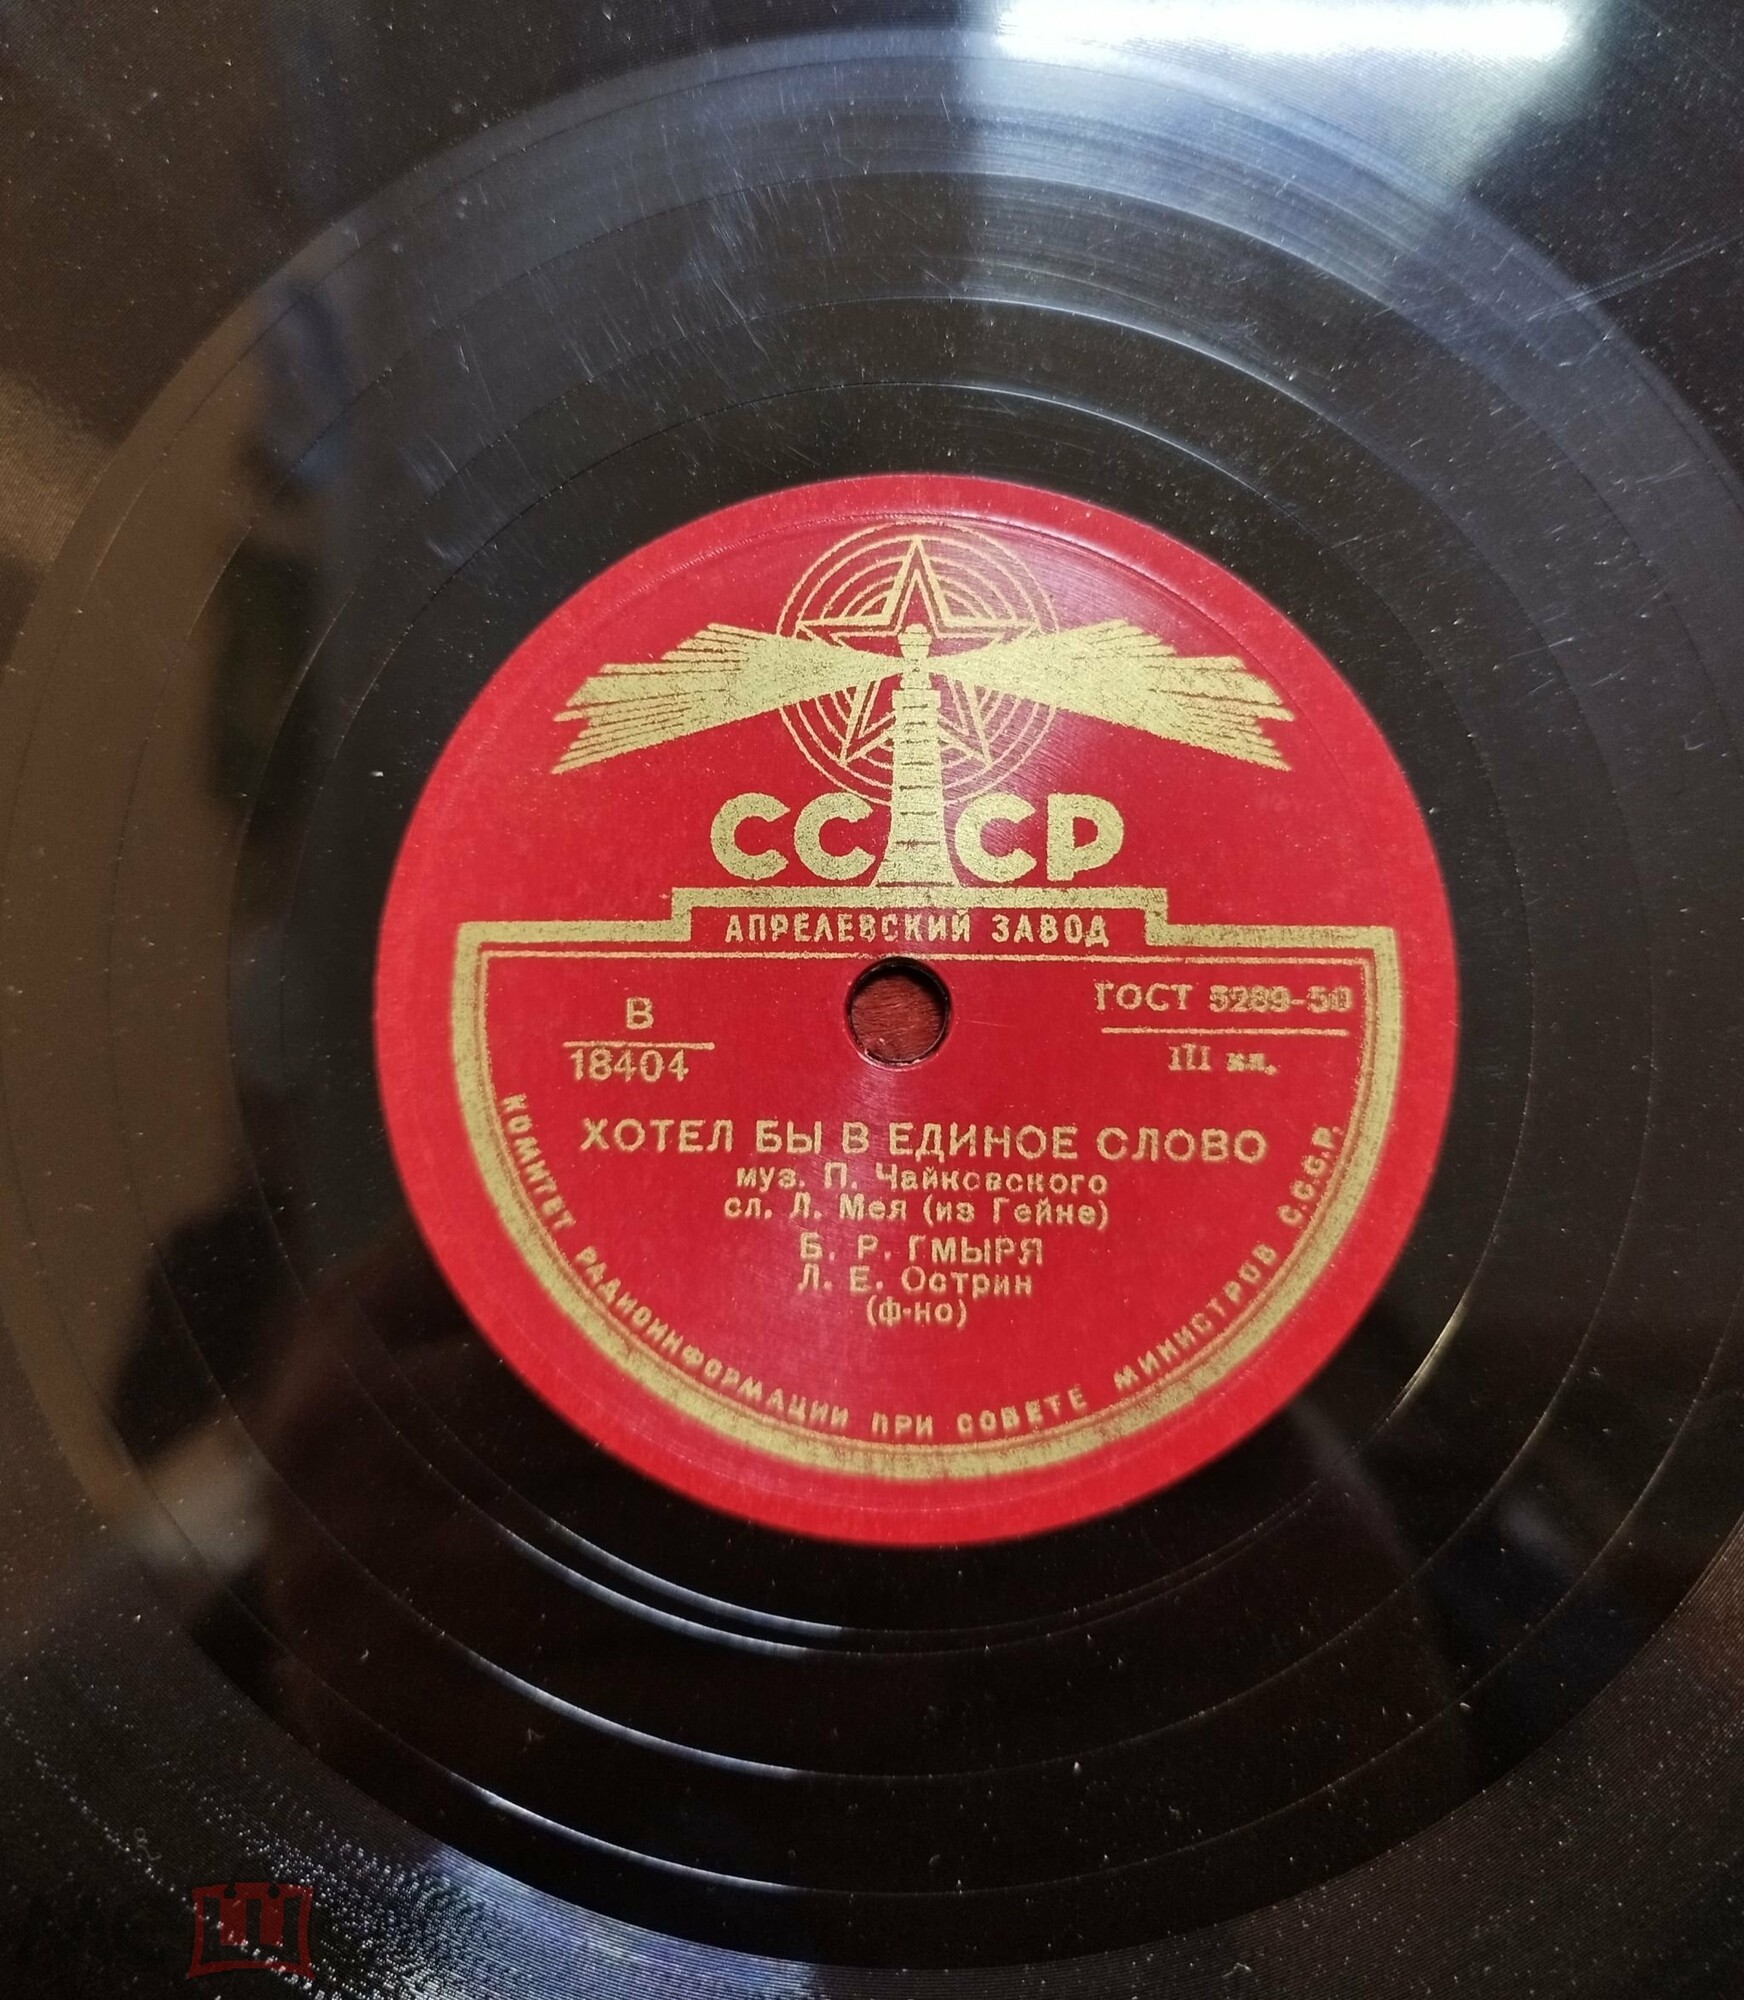 СССР
АПРЕЛЕВСКИЙ ЗАВОД
В
18404
ГОСТ 5289-50
III кл.
ХОТЕЛ БЫ В ЕДИНОЕ СЛОВО
муз. П. Чайковского
сл. Л. Мея (из Гейне)
Б. Р. ГМЫРЯ
Л. Е. Острин
(ф-но)
КОМИТЕТ РАДИОИНФОРМАЦИИ ПРИ СОВЕТЕ МИНИСТРОВ С.С.С.Р.